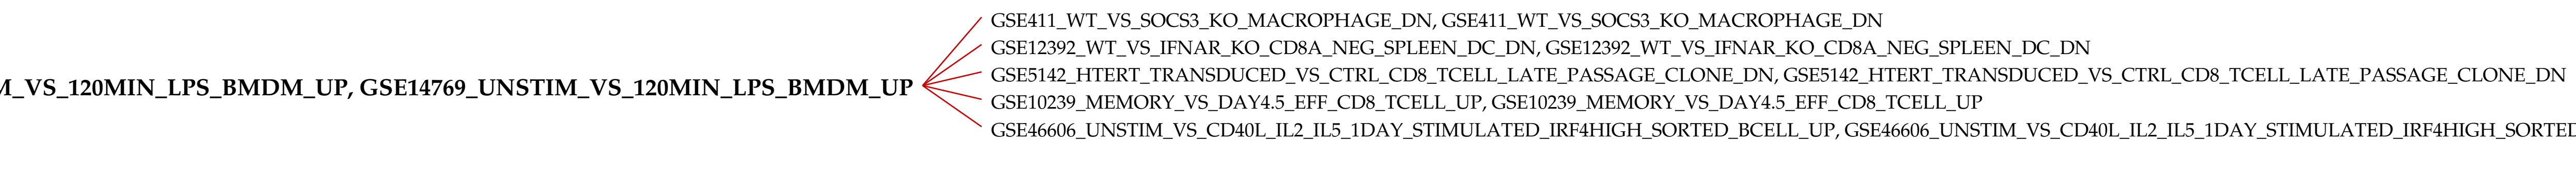 GSE411_WT_VS_SOCS3_KO_MACROPHAGE_DN, GSE411_WT_VS_SOCS3_KO_MACROPHAGE_DN
GSE12392_WT_VS_IFNAR_KO_CD8A_NEG_SPLEEN_DC_DN, GSE12392_WT_VS_IFNAR_KO_CD8A_NEG_SPLEEN_DC_DN
GSE5142_HTERT_TRANSDUCED_VS_CTRL_CD8_TCELL_LATE_PASSAGE_CLONE_DN, GSE5142_HTERT_TRANSDUCED_VS_CTRL_CD8_TCELL_LATE_PASSAGE_CLONE_DN
M_VS_120MIN_LPS_BMDM_UP, GSE14769_UNSTIM_VS_120MIN_LPS_BMDM_UP
GSE10239_MEMORY_VS_DAY4.5_EFF_CD8_TCELL_UP, GSE10239_MEMORY_VS_DAY4.5_EFF_CD8_TCELL_UP
GSE46606_UNSTIM_VS_CD40L_IL2_IL5_1DAY_STIMULATED_IRF4HIGH_SORTED_BCELL_UP, GSE46606_UNSTIM_VS_CD40L_IL2_IL5_1DAY_STIMULATED_IRF4HIGH_SORTED